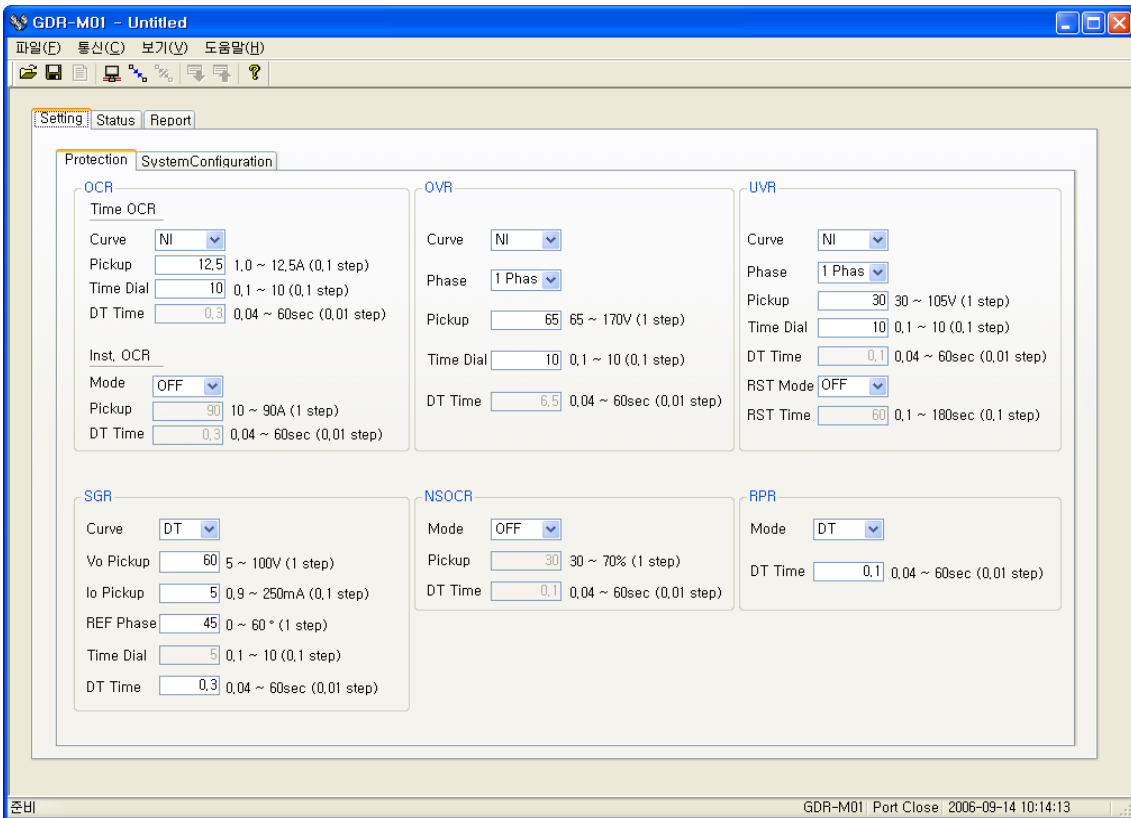 GDR-M01 - Untitled
파일(F) 통신(C) 보기(V) 도움말(H)
Setting Status Report
Protection SystemConfiguration
OCR
Time OCR
Curve NI
Pickup 12,5 1,0 ~ 12,5A (0,1 step)
Time Dial 10 0,1 ~ 10 (0,1 step)
DT Time 0,3 0,04 ~ 60sec (0,01 step)
Inst, OCR
Mode OFF
Pickup 90 10 ~ 90A (1 step)
DT Time 0,3 0,04 ~ 60sec (0,01 step)
OVR
Curve NI
Phase 1 Phas
Pickup 65 65 ~ 170V (1 step)
Time Dial 10 0,1 ~ 10 (0,1 step)
DT Time 6,5 0,04 ~ 60sec (0,01 step)
UVR
Curve NI
Phase 1 Phas
Pickup 30 30 ~ 105V (1 step)
Time Dial 10 0,1 ~ 10 (0,1 step)
DT Time 0,1 0,04 ~ 60sec (0,01 step)
RST Mode OFF
RST Time 60 0,1 ~ 180sec (0,1 step)
SGR
Curve DT
Vo Pickup 60 5 ~ 100V (1 step)
Io Pickup 5 0,9 ~ 250mA (0,1 step)
REF Phase 45 0 ~ 60 ° (1 step)
Time Dial 5 0,1 ~ 10 (0,1 step)
DT Time 0,3 0,04 ~ 60sec (0,01 step)
NSOCR
Mode OFF
Pickup 30 30 ~ 70% (1 step)
DT Time 0,1 0,04 ~ 60sec (0,01 step)
RPR
Mode DT
DT Time 0,1 0,04 ~ 60sec (0,01 step)
준비 GDR-M01 Port Close 2006-09-14 10:14:13